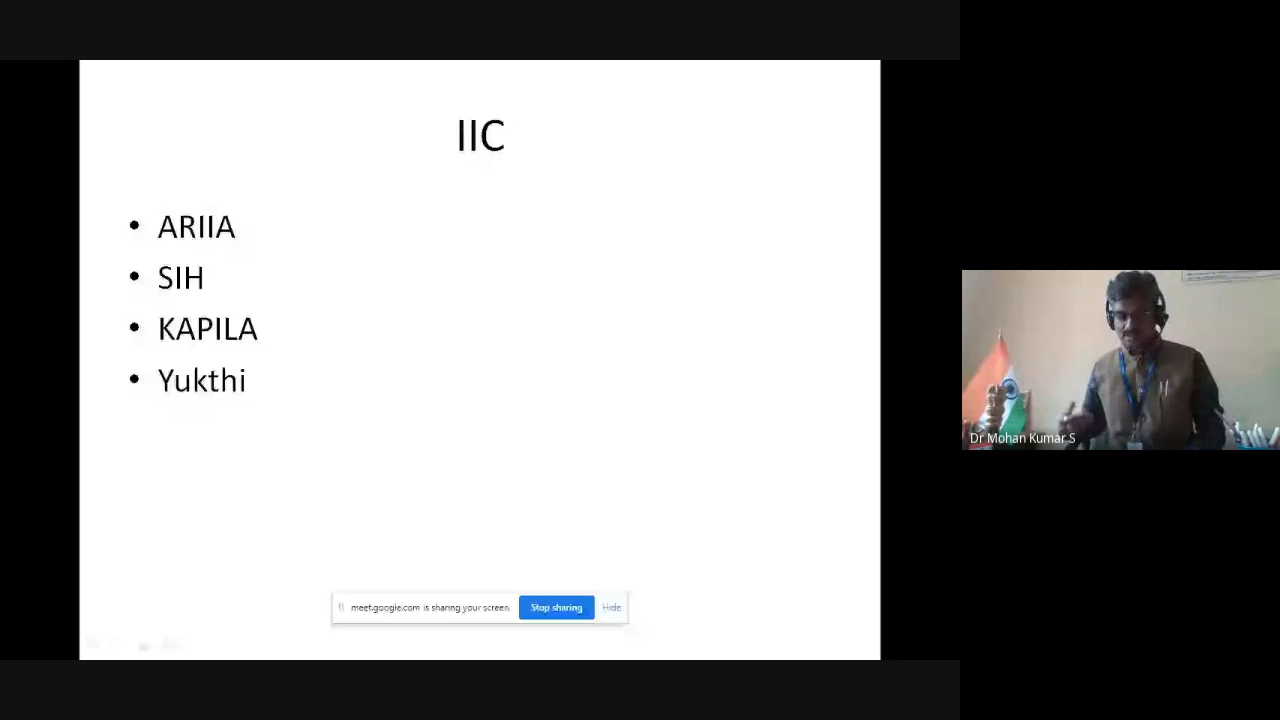 IIC
• ARIIA
• SIH
• KAPILA
• Yukthi
meet.google.com is sharing your screen. Stop sharing Hide
Dr Mohan Kumar S